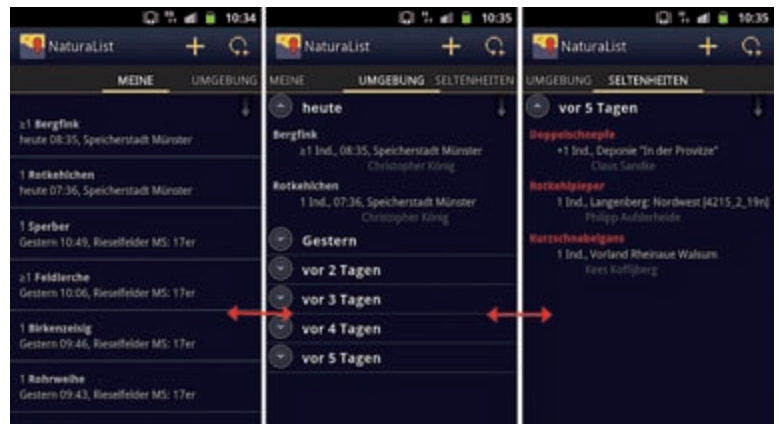 10:34
NaturaList
MEINE UMGEBUNG
≥1 Bergfink
heute 08:35, Speicherstadt Münster
1 Rotkehlchen
heute 07:36, Speicherstadt Münster
1 Sperber
Gestern 10:49, Rieselfelder MS: 17er
≥1 Feldlerche
Gestern 10:06, Rieselfelder MS: 17er
1 Birkenzeisig
Gestern 09:46, Rieselfelder MS: 17er
1 Rohrweihe
Gestern 09:43, Rieselfelder MS: 17er
10:35
NaturaList
MEINE UMGEBUNG SELTENHEITEN
heute
Bergfink
≥1 Ind., 08:35, Speicherstadt Münster
Christopher König
Rotkehlchen
1 Ind., 07:36, Speicherstadt Münster
Christopher König
Gestern
vor 2 Tagen
vor 3 Tagen
vor 4 Tagen
vor 5 Tagen
10:35
NaturaList
UMGEBUNG SELTENHEITEN
vor 5 Tagen
Doppelschnepfe
+1 Ind., Deponie "In der Provitze"
Claus Sandke
Rotkehlpieper
1 Ind., Langenberg: Nordwest [4215_2_19n]
Philipp Aufderheide
Kurzschnabelgans
1 Ind., Vorland Rheinaue Walsum
Kees Koffijberg